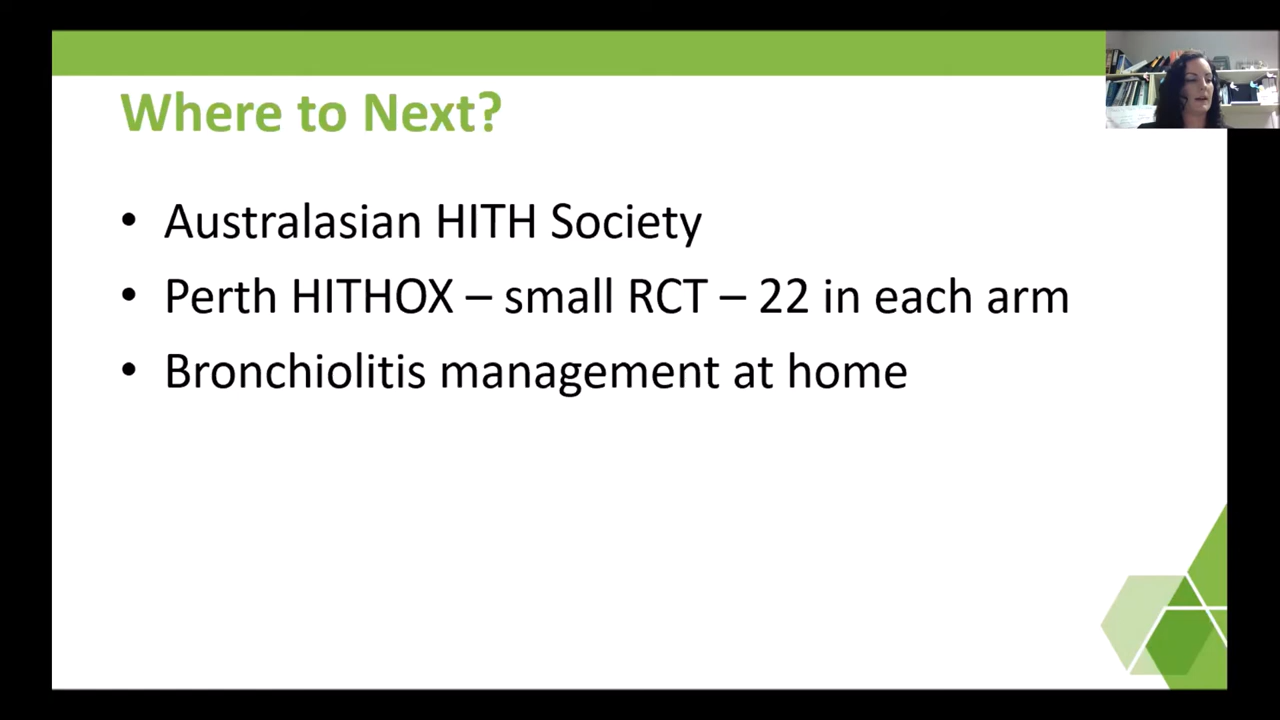 Where to Next?
• Australasian HITH Society
• Perth HITHOX – small RCT – 22 in each arm
• Bronchiolitis management at home